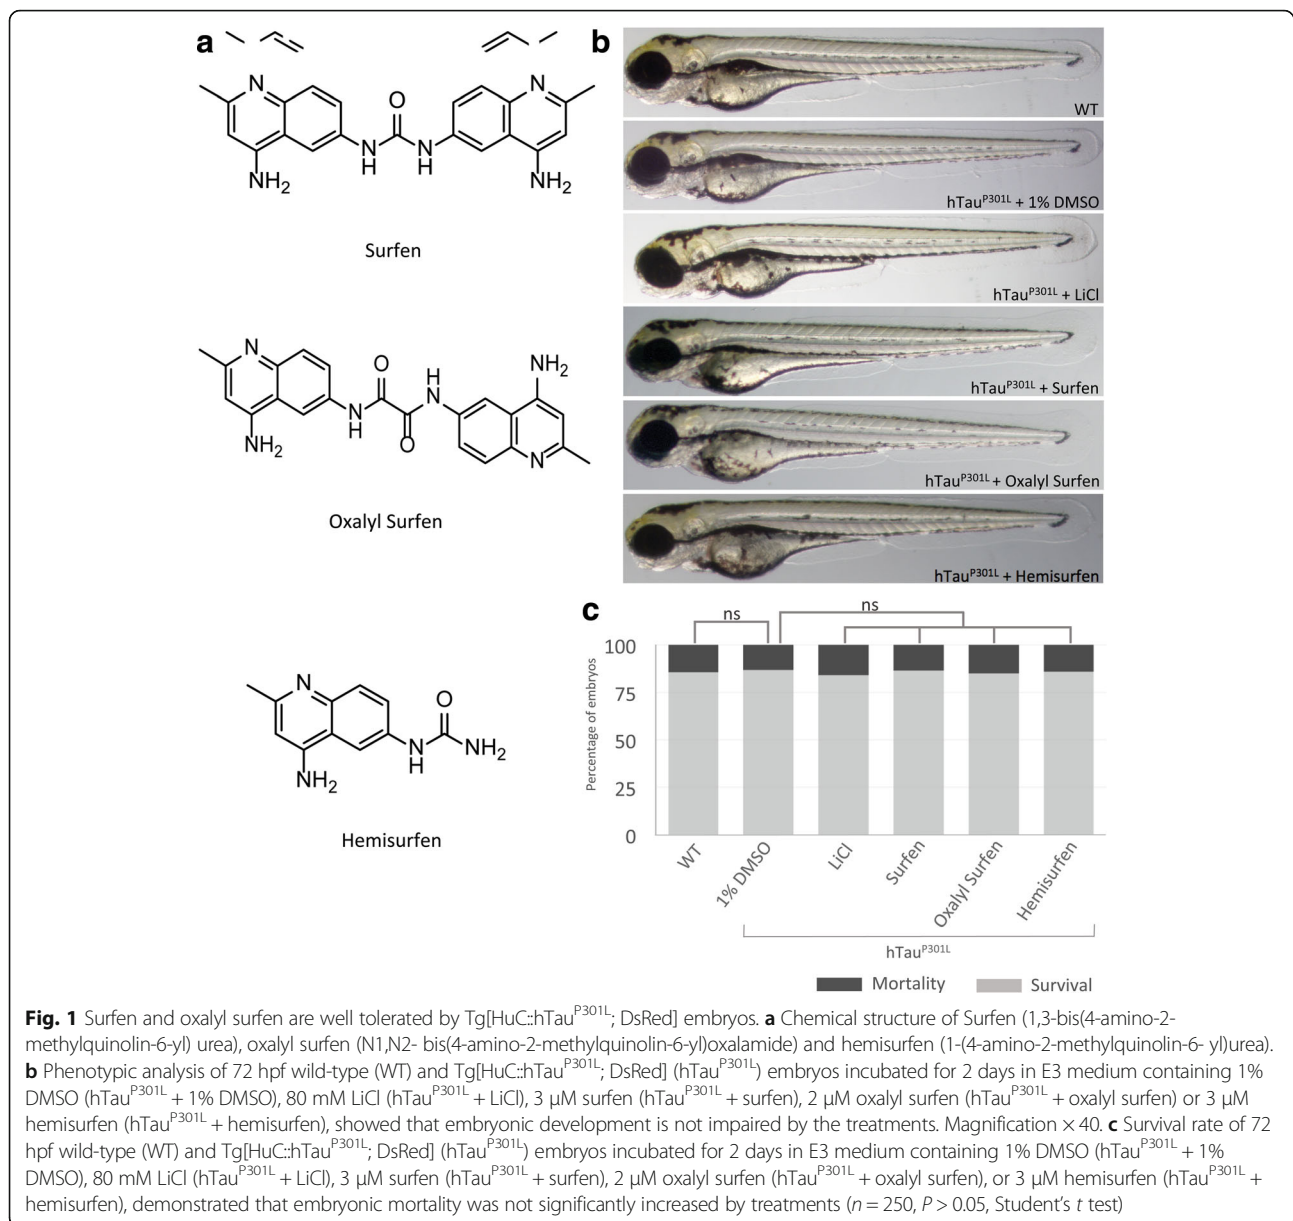 a
N
N
O
N
H
N
H
NH2
NH2
Surfen
N
O
H
N
NH2
N
H
O
NH2
N
Oxalyl Surfen
N
O
N
H
NH2
NH2
Hemisurfen
b
WT
hTauP301L + 1% DMSO
hTauP301L + LiCl
hTauP301L + Surfen
hTauP301L + Oxalyl Surfen
hTauP301L + Hemisurfen
c
ns
ns
Percentage of embryos
100
75
50
25
0
WT
1% DMSO
LiCl
Surfen
Oxalyl Surfen
Hemisurfen
hTauP301L
Mortality
Survival
Fig. 1 Surfen and oxalyl surfen are well tolerated by Tg[HuC::hTauP301L; DsRed] embryos. a Chemical structure of Surfen (1,3-bis(4-amino-2-
methylquinolin-6-yl) urea), oxalyl surfen (N1,N2- bis(4-amino-2-methylquinolin-6-yl)oxalamide) and hemisurfen (1-(4-amino-2-methylquinolin-6- yl)urea).
b Phenotypic analysis of 72 hpf wild-type (WT) and Tg[HuC::hTauP301L; DsRed] (hTauP301L) embryos incubated for 2 days in E3 medium containing 1%
DMSO (hTauP301L + 1% DMSO), 80 mM LiCl (hTauP301L + LiCl), 3 μM surfen (hTauP301L + surfen), 2 μM oxalyl surfen (hTauP301L + oxalyl surfen) or 3 μM
hemisurfen (hTauP301L + hemisurfen), showed that embryonic development is not impaired by the treatments. Magnification × 40. c Survival rate of 72
hpf wild-type (WT) and Tg[HuC::hTauP301L; DsRed] (hTauP301L) embryos incubated for 2 days in E3 medium containing 1% DMSO (hTauP301L + 1%
DMSO), 80 mM LiCl (hTauP301L + LiCl), 3 μM surfen (hTauP301L + surfen), 2 μM oxalyl surfen (hTauP301L + oxalyl surfen), or 3 μM hemisurfen (hTauP301L +
hemisurfen), demonstrated that embryonic mortality was not significantly increased by treatments (n = 250, P > 0.05, Student's t test)